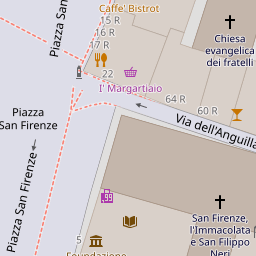 Caffe' Bistrot
15 R
16 R
17 R
22
Piazza San
Chiesa
evangelica
dei fratelli
I' Margartiaio
64 R
60 R
Piazza
San Firenze
Via dell'Anguilla
Piazza San Firenze
San Firenze,
l'Immacolata
e San Filippo
Neri
5
Fondazione